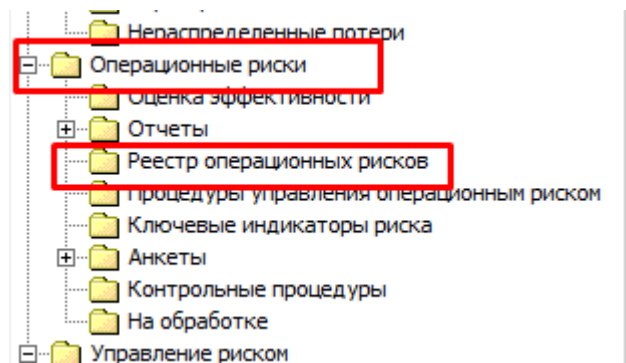 Нераспределенные потери
Операционные риски
Оценка эффективности
Отчеты
Реестр операционных рисков
Процедуры управления операционным риском
Ключевые индикаторы риска
Анкеты
Контрольные процедуры
На обработке
Управление риском